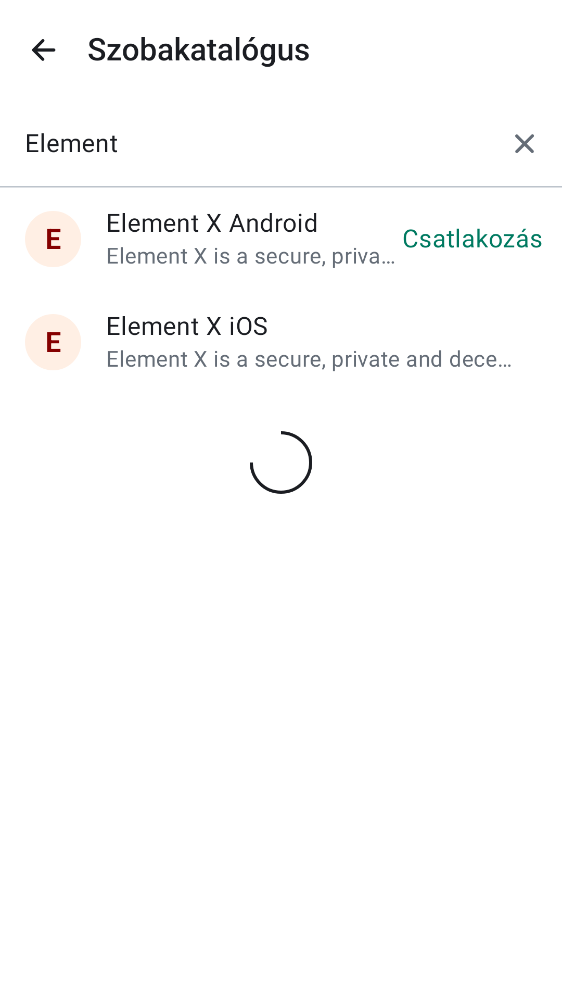 Szobakatalógus
Element
E
Element X Android
Element X is a secure, priva…
Csatlakozás
E
Element X iOS
Element X is a secure, private and dece…